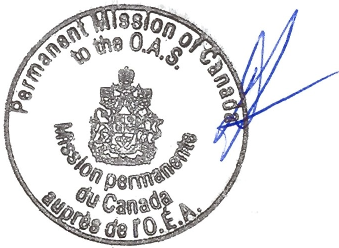 Permanent Mission of Canada
to the O.A.S.
Mission permanente
du Canada
auprès de l'O.É.A.